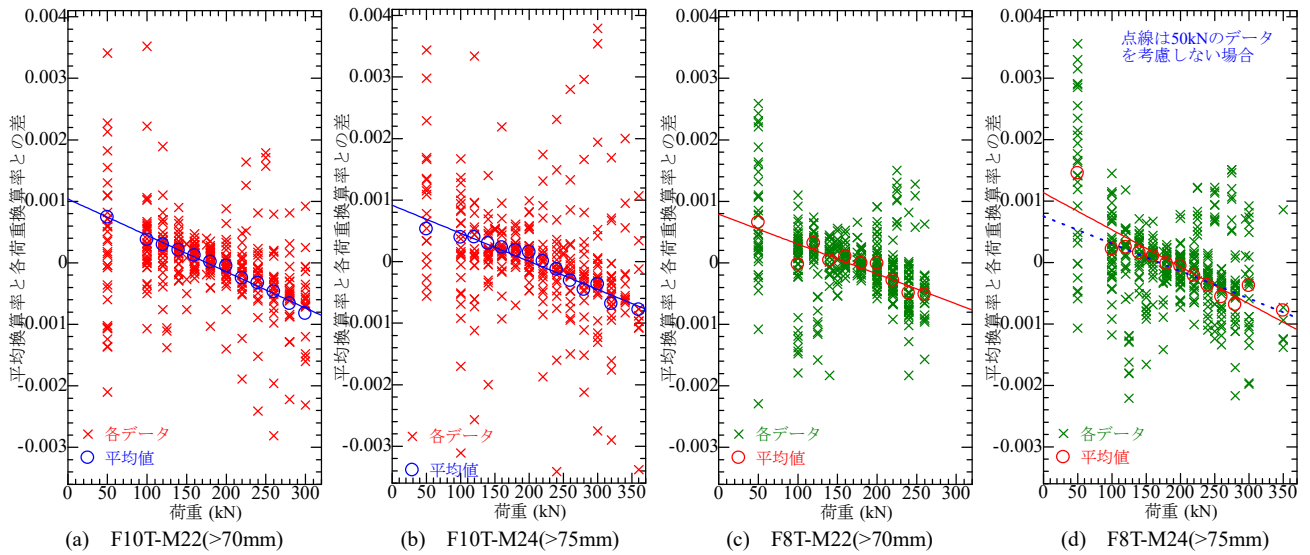 平均換算率と各荷重換算率との差
0.004
0.003
0.002
0.001
0
-0.001
-0.002
-0.003
× 各データ
○ 平均値
0 50 100 150 200 250 300
荷重 (kN)
(a) F10T-M22(>70mm)
平均換算率と各荷重換算率との差
0.004
0.003
0.002
0.001
0
-0.001
-0.002
-0.003
× 各データ
○ 平均値
0 50 100 150 200 250 300 350
荷重 (kN)
(b) F10T-M24(>75mm)
平均換算率と各荷重換算率との差
0.004
0.003
0.002
0.001
0
-0.001
-0.002
-0.003
× 各データ
○ 平均値
0 50 100 150 200 250 300
荷重 (kN)
(c) F8T-M22(>70mm)
平均換算率と各荷重換算率との差
0.004
0.003
0.002
0.001
0
-0.001
-0.002
-0.003
点線は50kNのデータ
を考慮しない場合
× 各データ
○ 平均値
0 50 100 150 200 250 300 350
荷重 (kN)
(d) F8T-M24(>75mm)